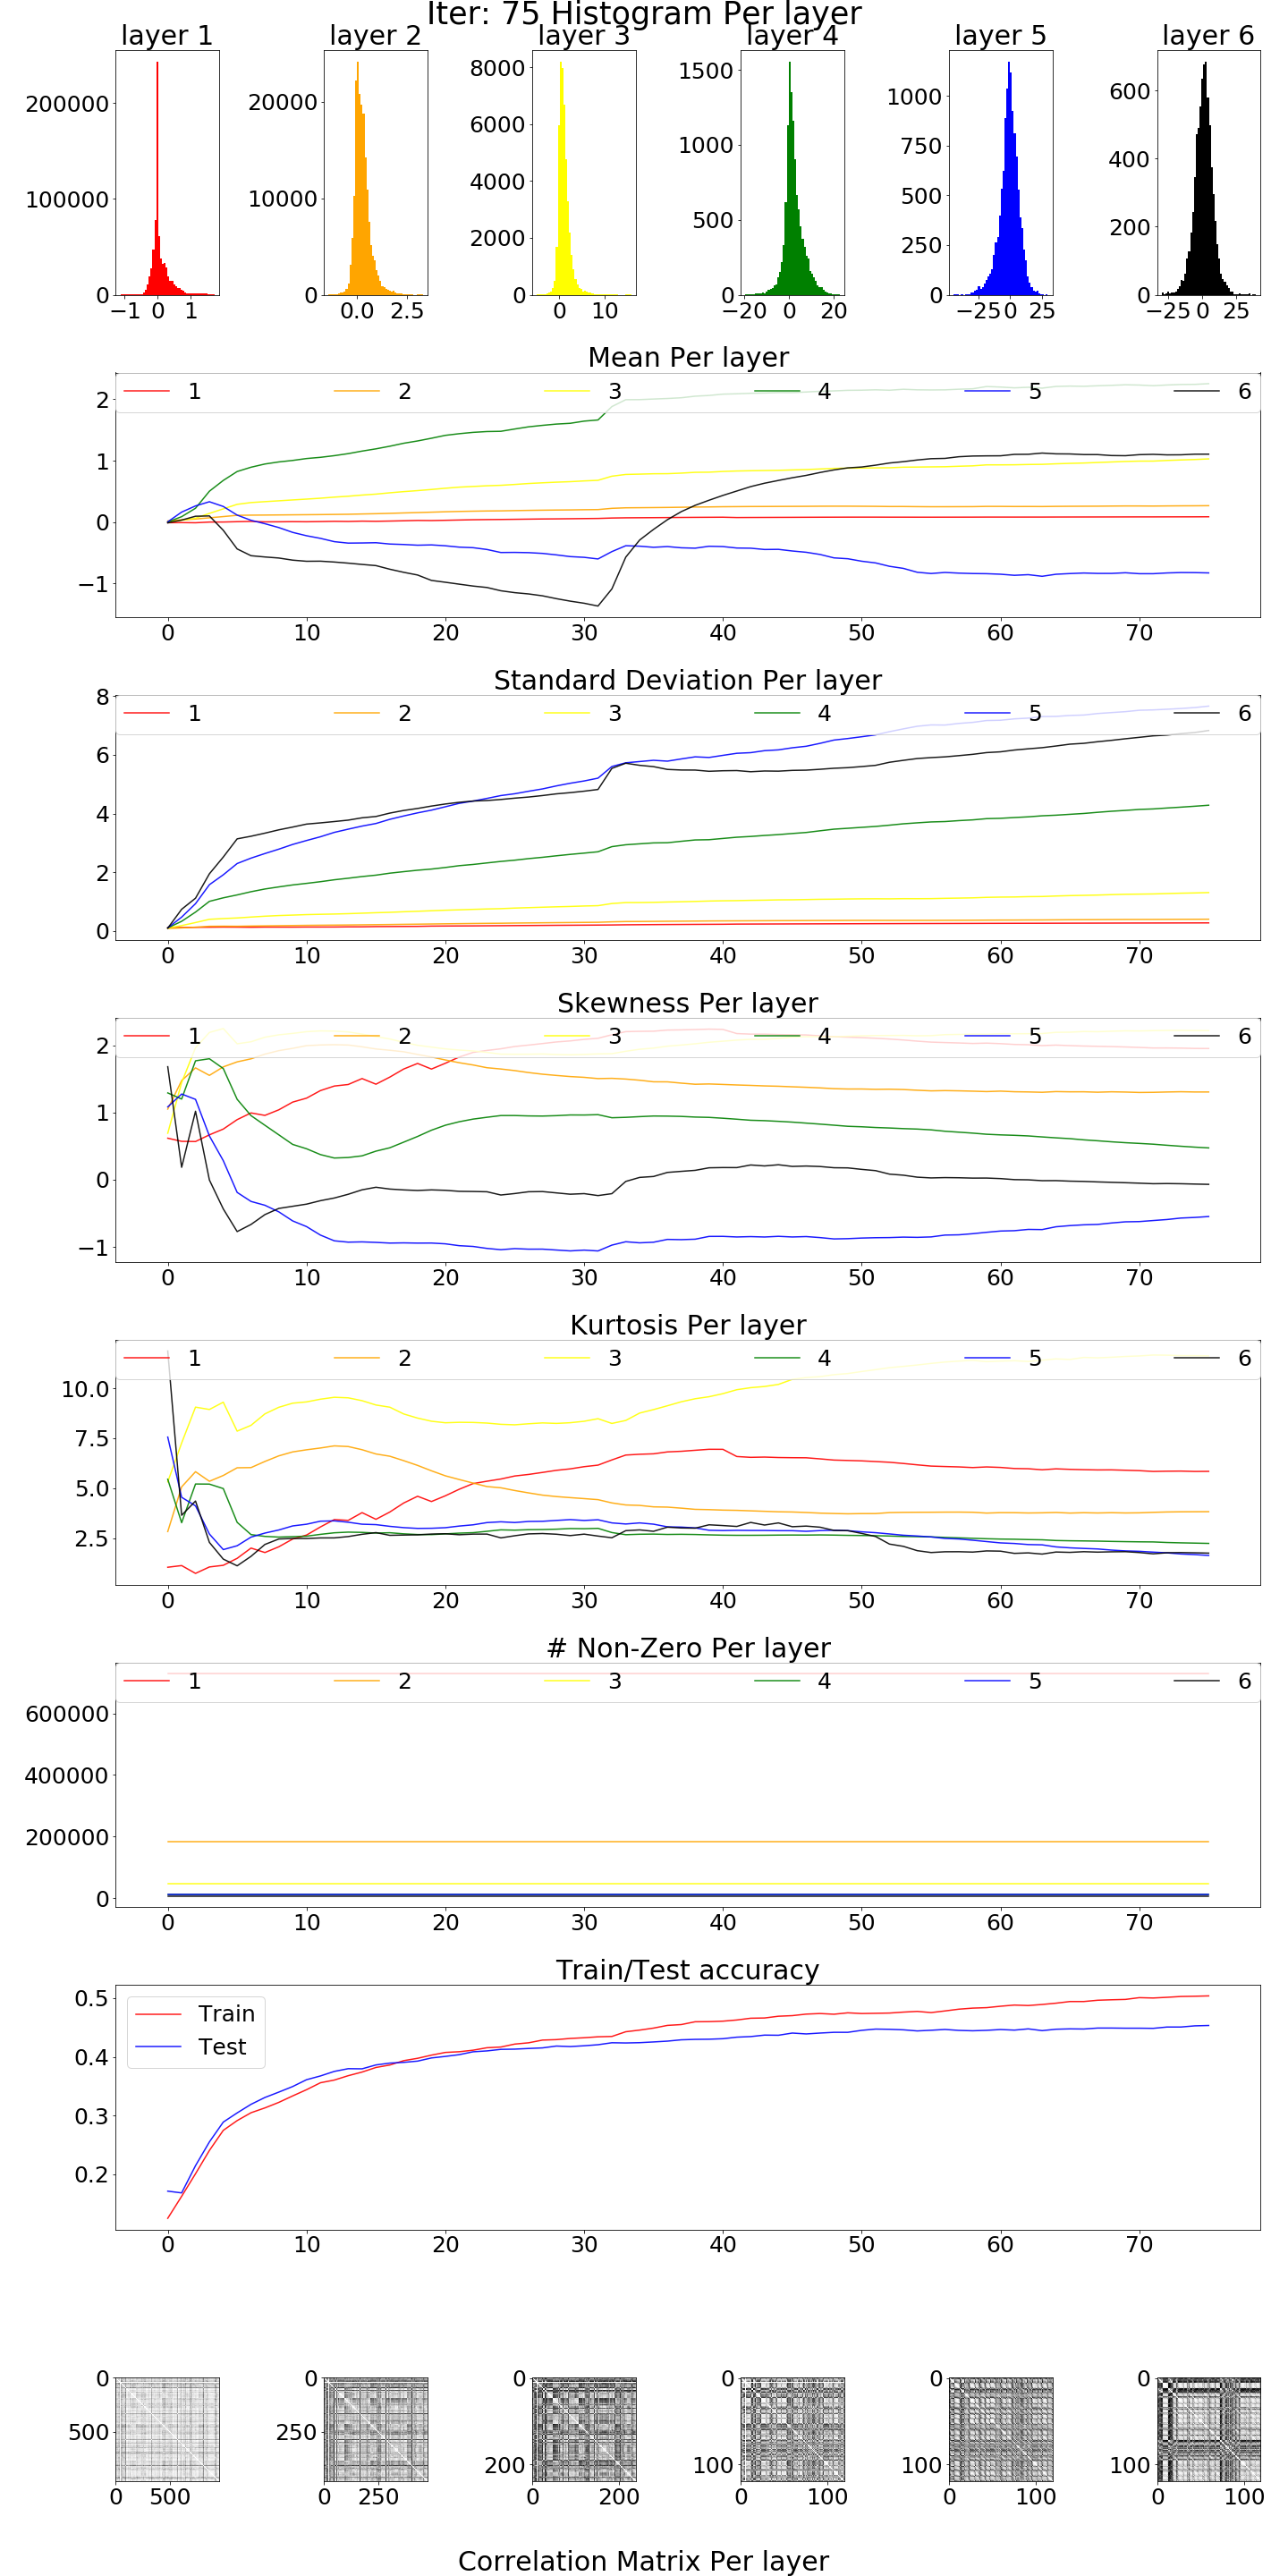 Iter: 75 Histogram Per layer
layer 1 layer 2 layer 3 layer 4 layer 5 layer 6
200000 100000 0
−1 0 1
20000 10000 0
0.0 2.5
8000 6000 4000 2000 0
0 10
1500 1000 500 0
−20 0 20
1000 750 500 250 0
−25 0 25
600 400 200 0
−25 0 25
Mean Per layer
1 2 3 4 5 6
2
1
0
−1
0 10 20 30 40 50 60 70
Standard Deviation Per layer
1 2 3 4 5 6
8
6
4
2
0
0 10 20 30 40 50 60 70
Skewness Per layer
1 2 3 4 5 6
2
1
0
−1
0 10 20 30 40 50 60 70
Kurtosis Per layer
1 2 3 4 5 6
10.0
7.5
5.0
2.5
0 10 20 30 40 50 60 70
# Non-Zero Per layer
1 2 3 4 5 6
600000
400000
200000
0
0 10 20 30 40 50 60 70
Train/Test accuracy
Train
Test
0.5
0.4
0.3
0.2
0 10 20 30 40 50 60 70
0 500
0 500
0 250
0 250
0 200
0 200
0 100
0 100
0 100
0 100
0 100
0 100
Correlation Matrix Per layer